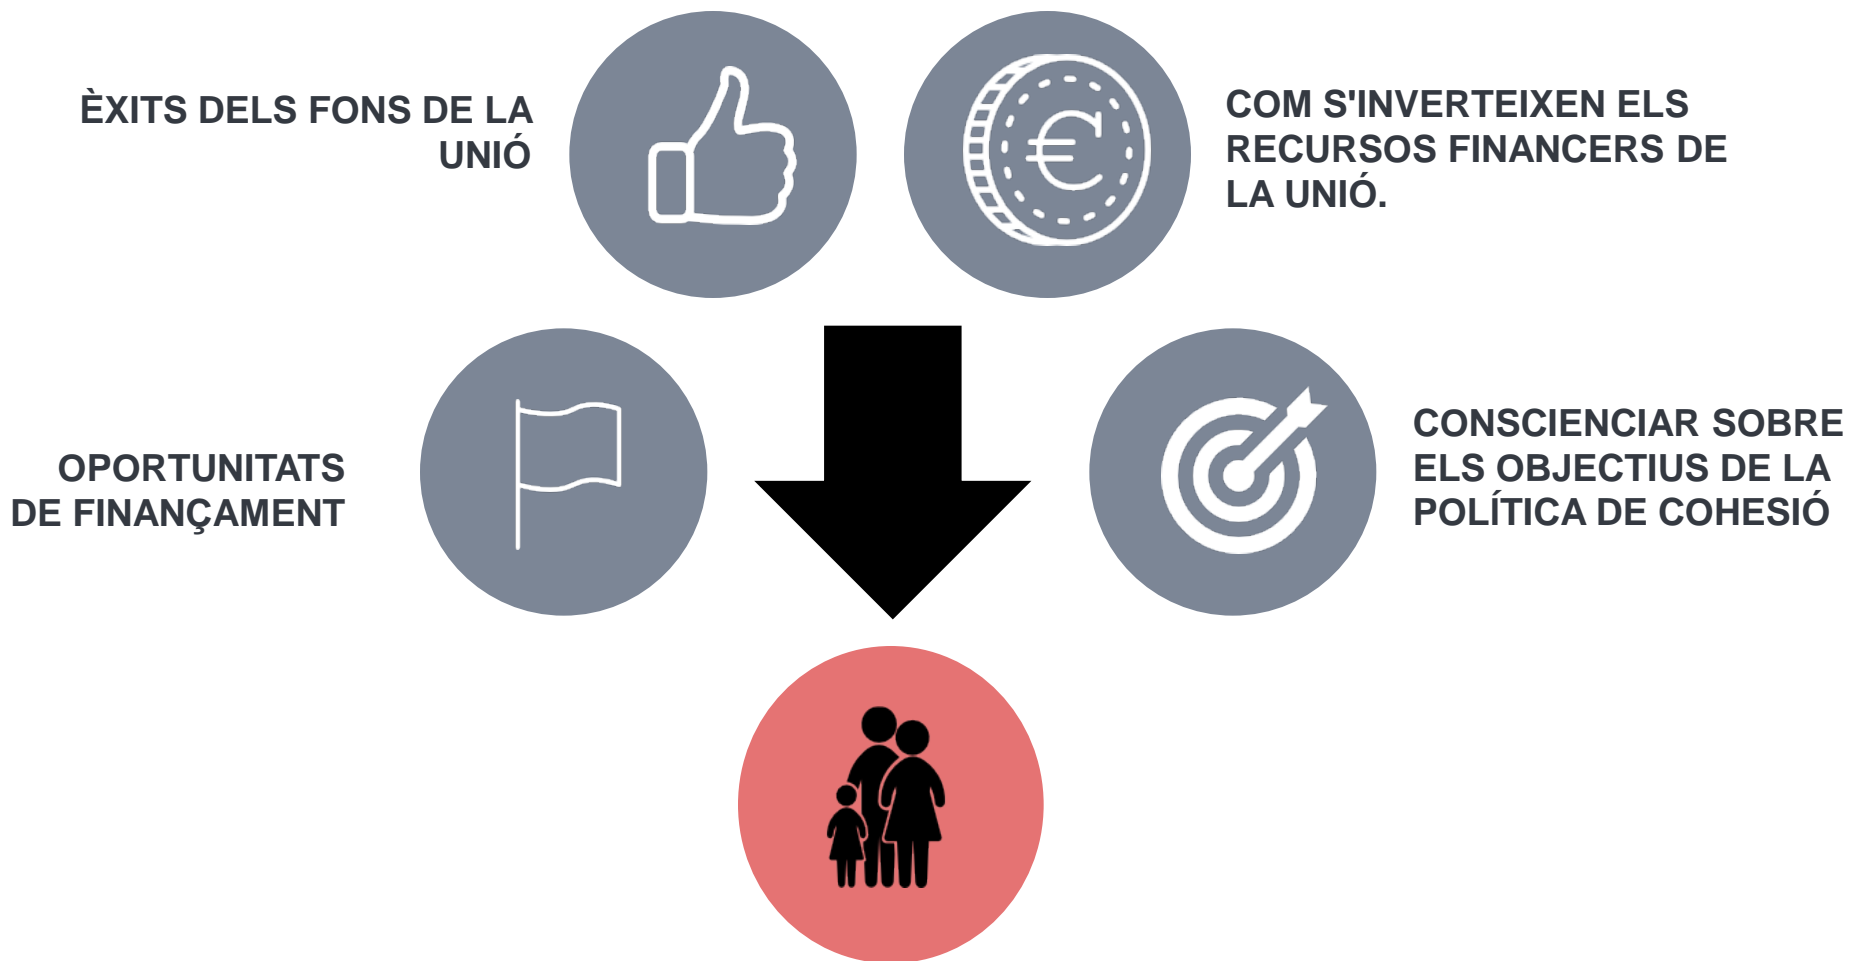 ÈXITS DELS FONS DE LA
UNIÓ
COM S'INVERTEIXEN ELS
RECURSOS FINANCERS DE
LA UNIÓ.
OPORTUNITATS
DE FINANÇAMENT
CONSCIENCIAR SOBRE
ELS OBJECTIUS DE LA
POLÍTICA DE COHESIÓ